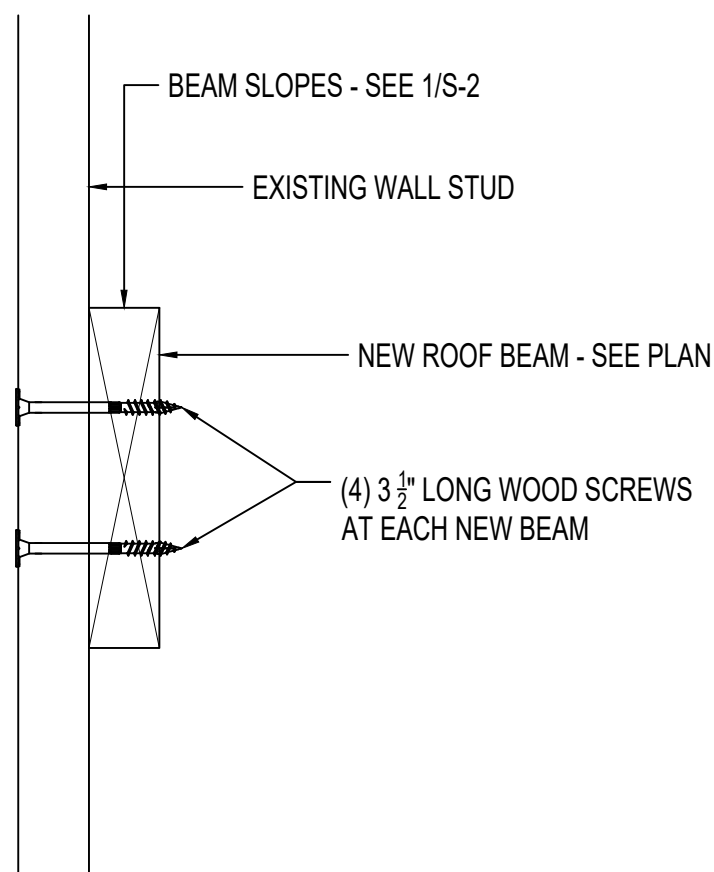 BEAM SLOPES - SEE 1/S-2
EXISTING WALL STUD
NEW ROOF BEAM - SEE PLAN
(4) 3 1/2" LONG WOOD SCREWS
AT EACH NEW BEAM